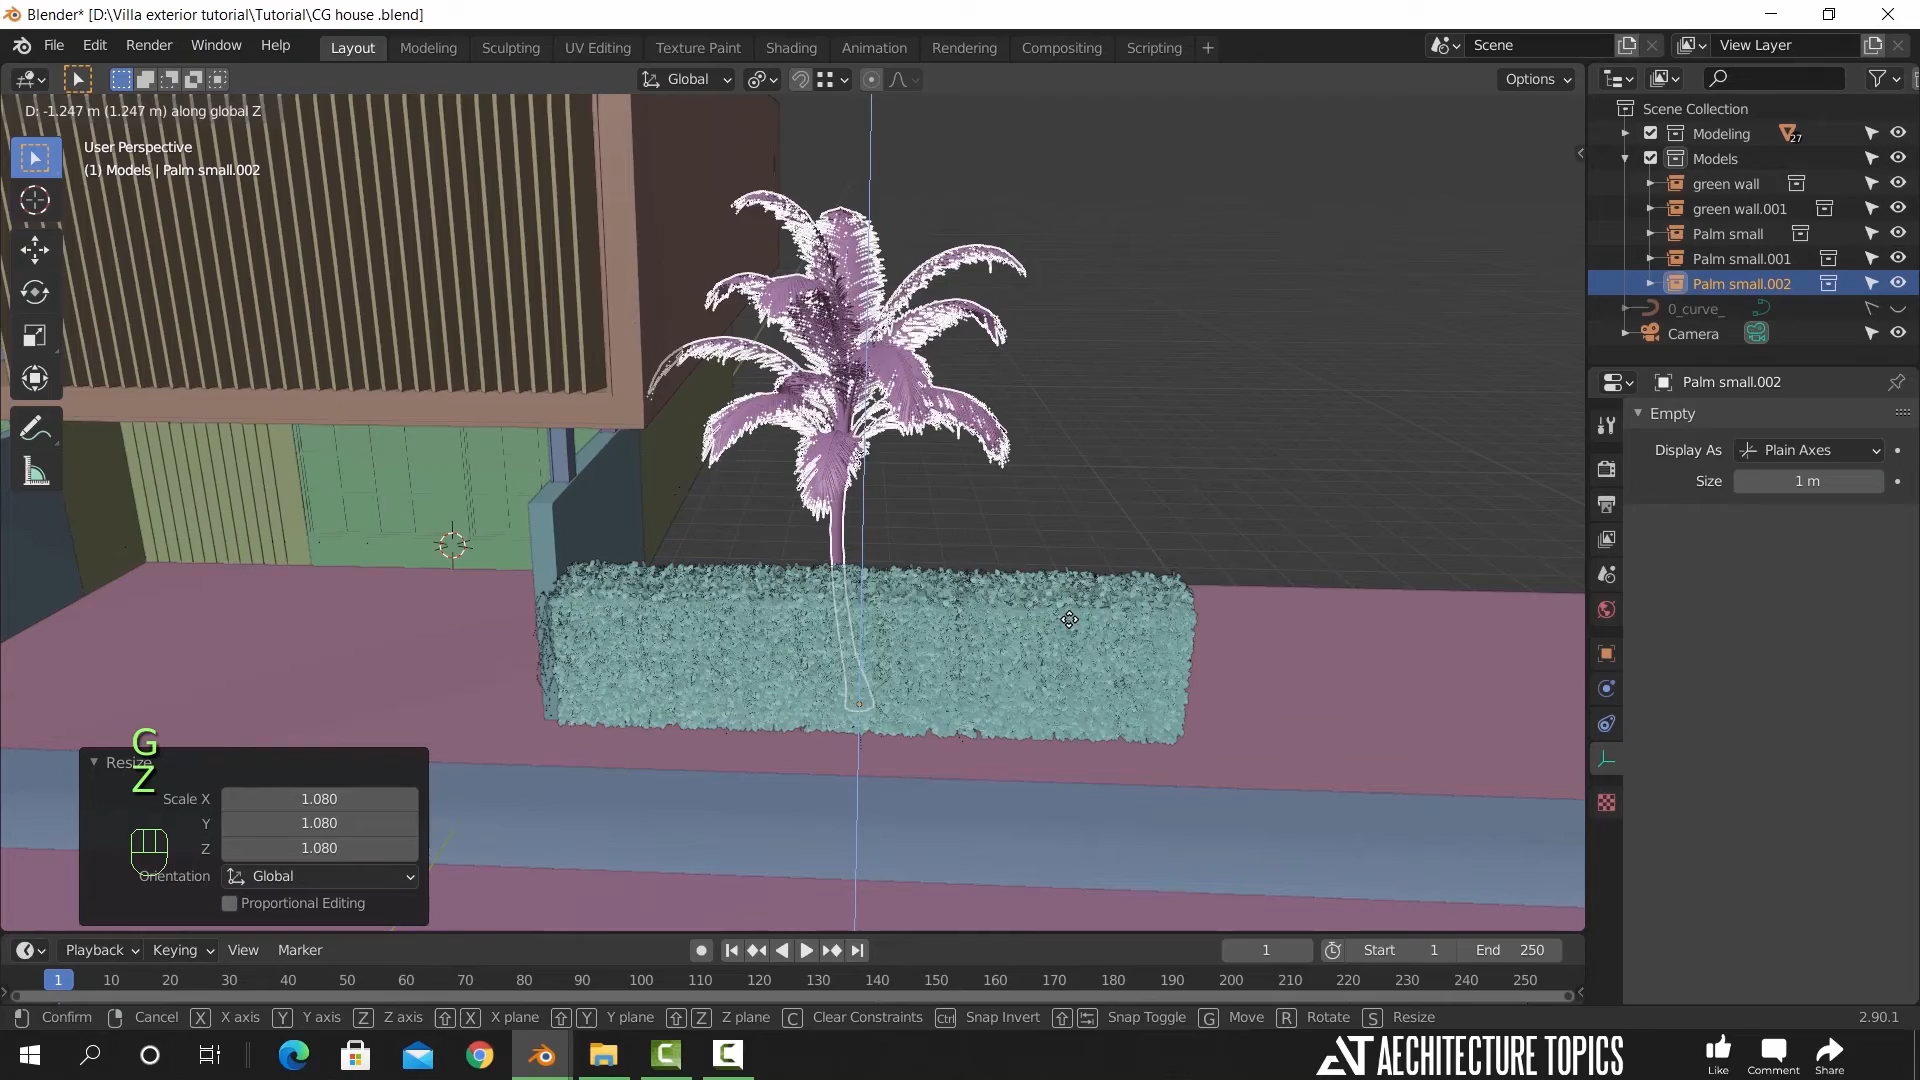 Blender* [D:\Villa exterior tutorial\Tutorial\CG house .blend]
File Edit Render Window Help
Layout Modeling Sculpting UV Editing Texture Paint Shading Animation Rendering Compositing Scripting +
Scene View Layer
Global Options
D: -1.247 m (1.247 m) along global Z
User Perspective
(1) Models | Palm small.002
Scene Collection
Modeling 27
Models
green wall
green wall.001
Palm small
Palm small.001
Palm small.002
0_curve_
Camera
Palm small.002
Empty
Display As Plain Axes
Size 1 m
G
Z
Resize
Scale X 1.080
Y 1.080
Z 1.080
Orientation Global
Proportional Editing
Playback Keying View Marker 1 Start 1 End 250
1 10 20 30 40 50 60 70 80 90 100 110 120 130 140 150 160 170 180 190 200 210 220 230 240 250
Confirm Cancel X X axis Y Y axis Z Z axis X X plane Y Y plane Z Z plane C Clear Constraints Ctrl Snap Invert Snap Toggle G Move R Rotate S Resize 2.90.1
AT AECHITECTURE TOPICS
Like Comment Share